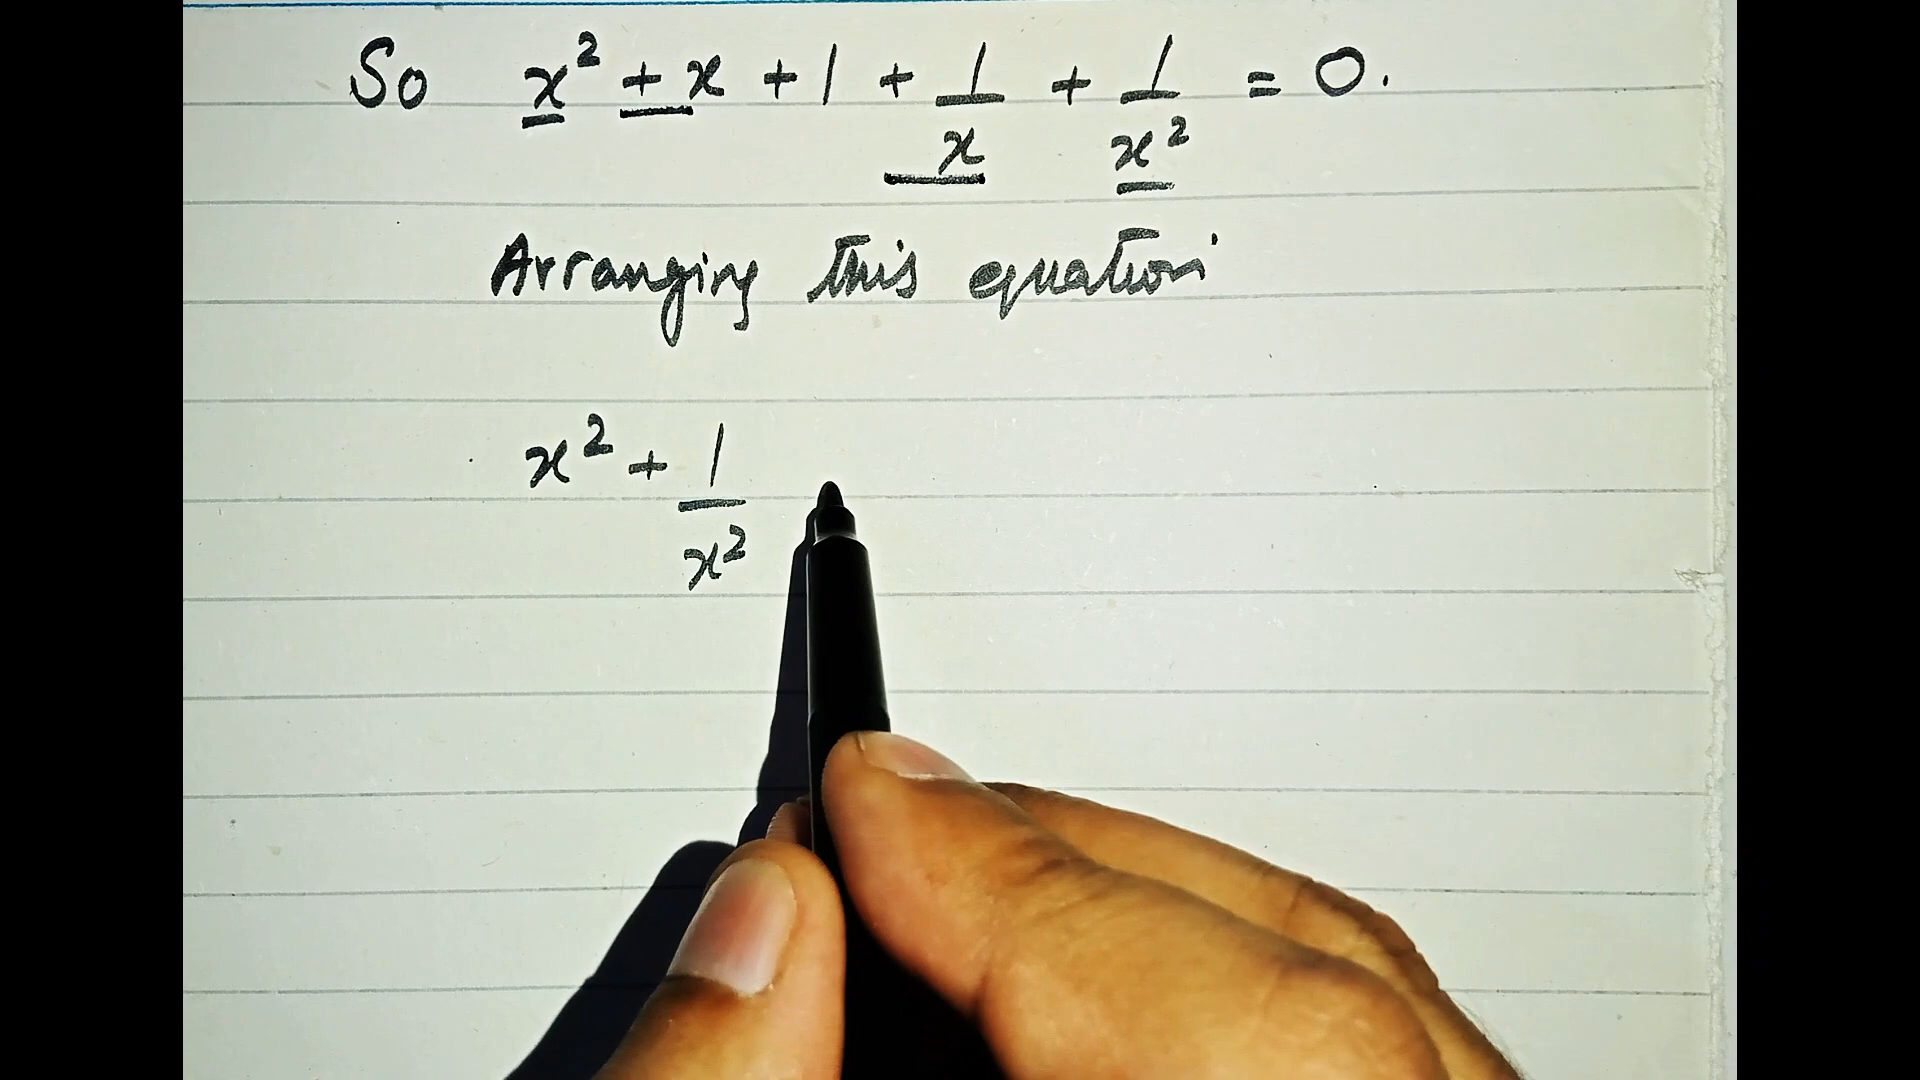 So x² + x + 1 + 1/x + 1/x² = 0.
Arranging this equation
x² + 1/x²